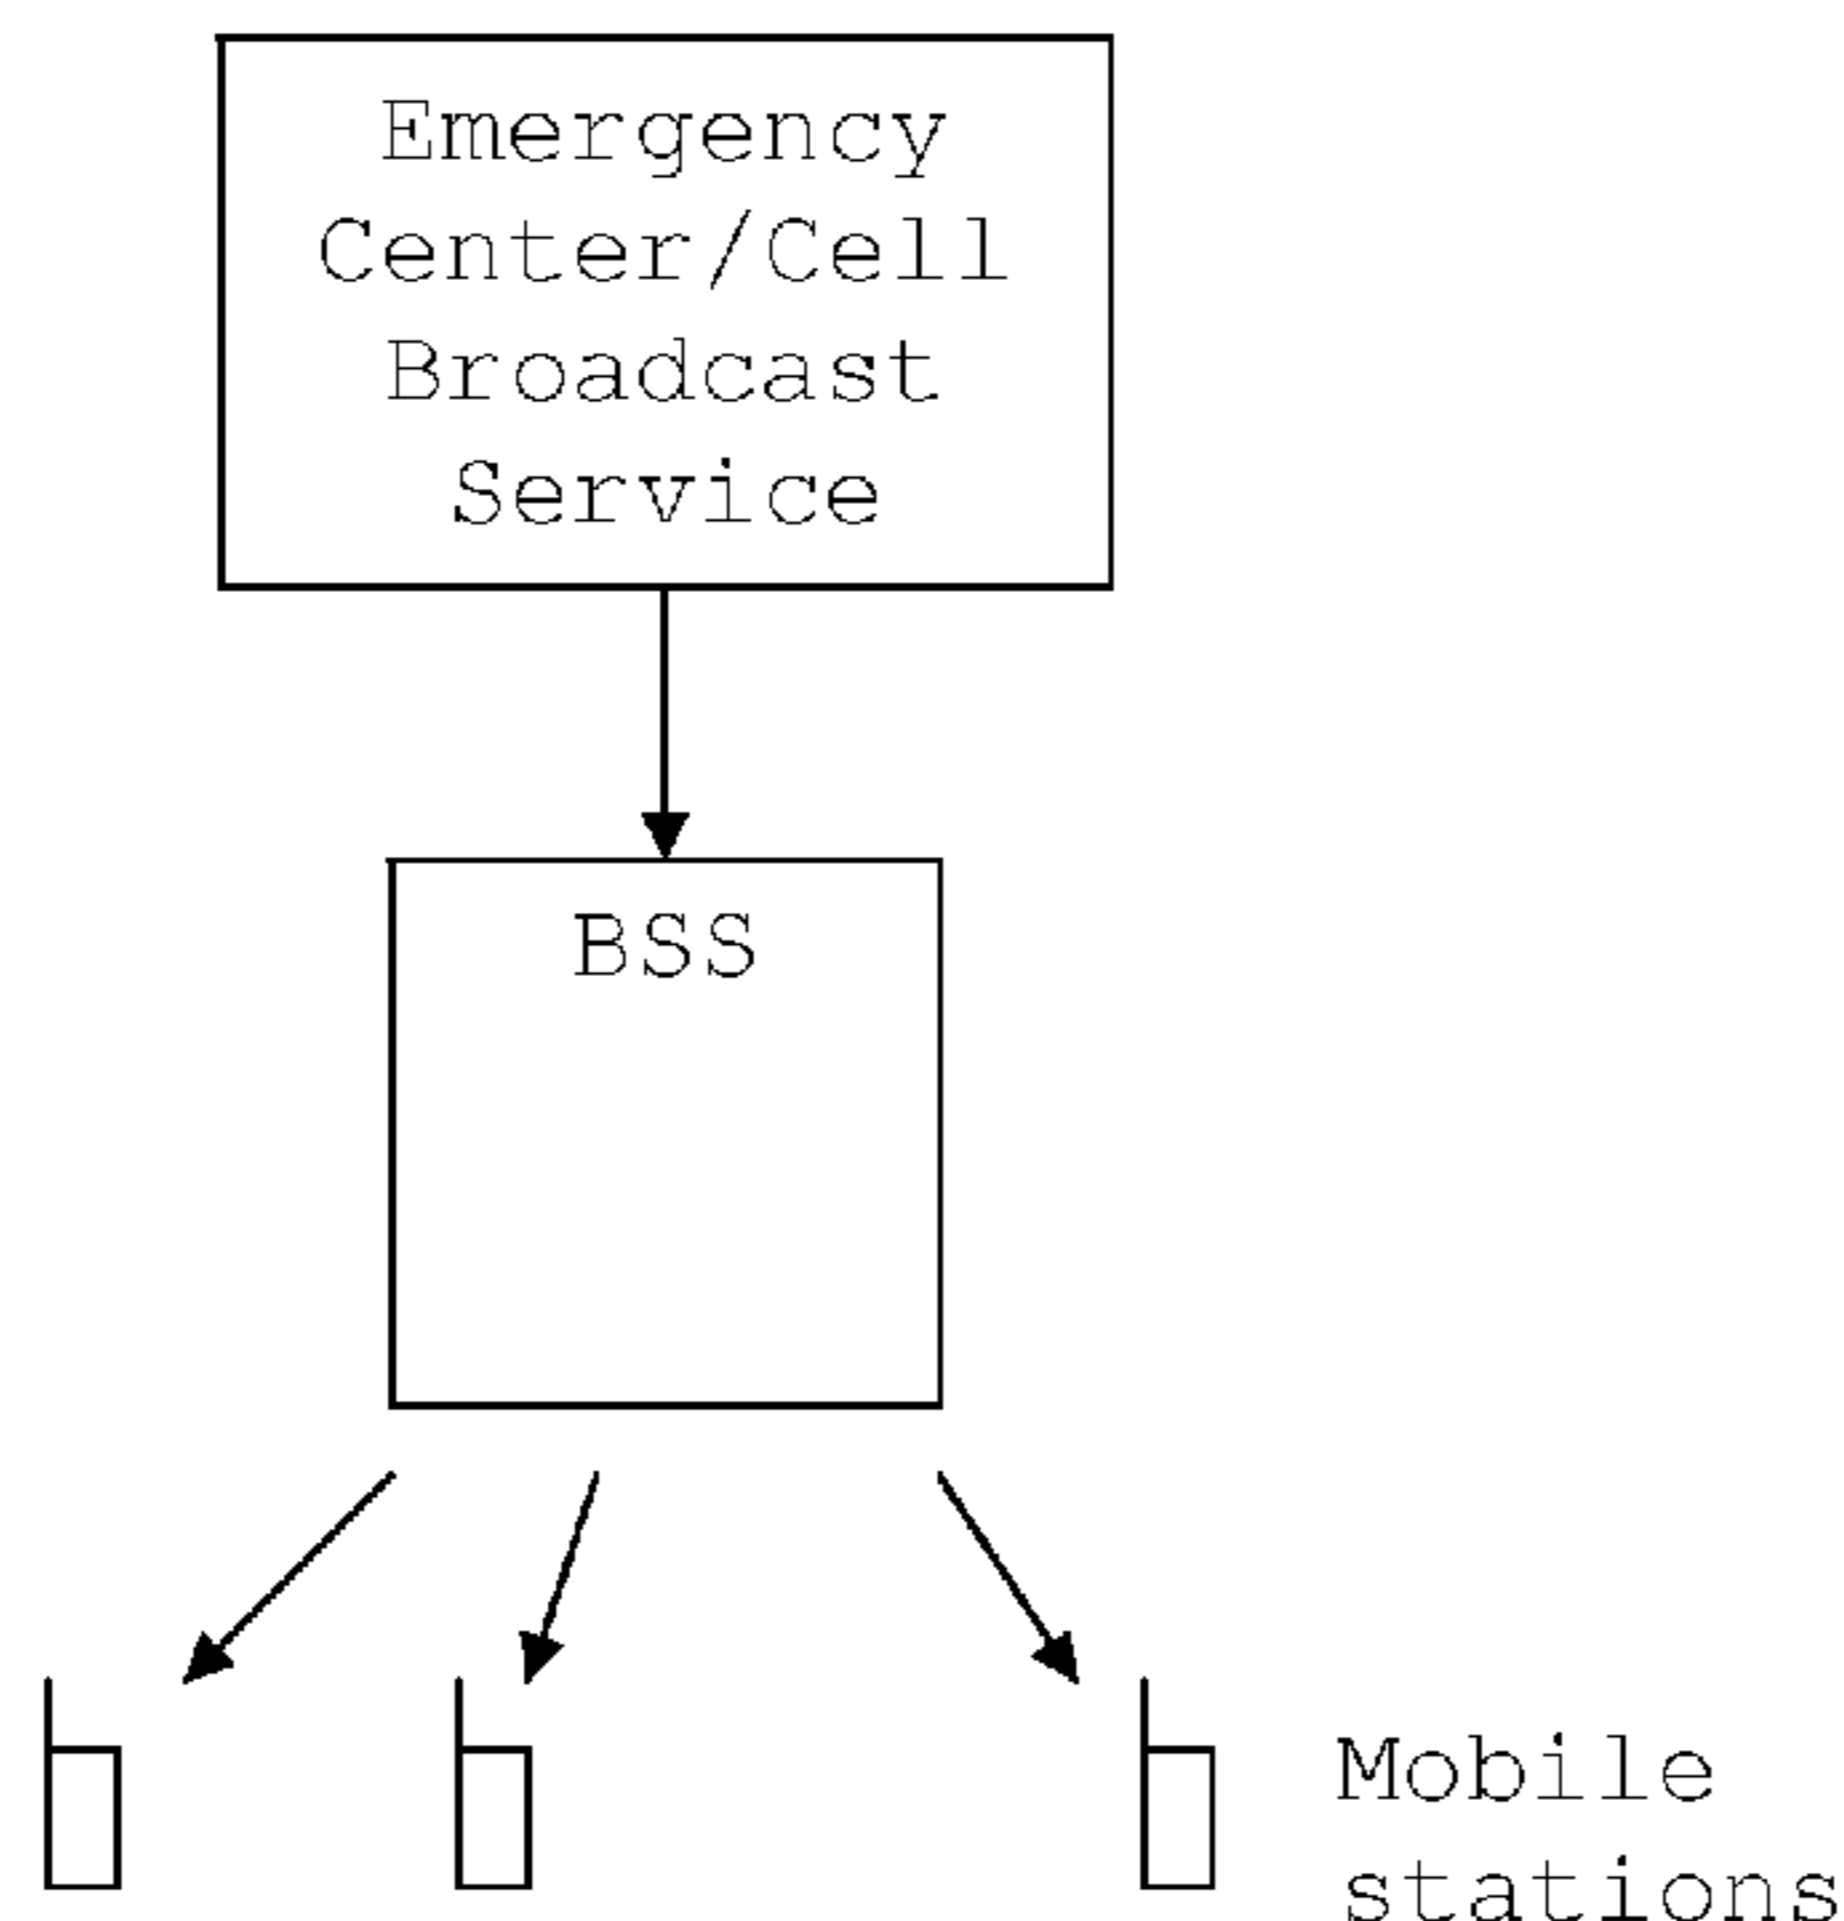 Emergency
Center/Cell
Broadcast
Service
BSS
Mobile
stations